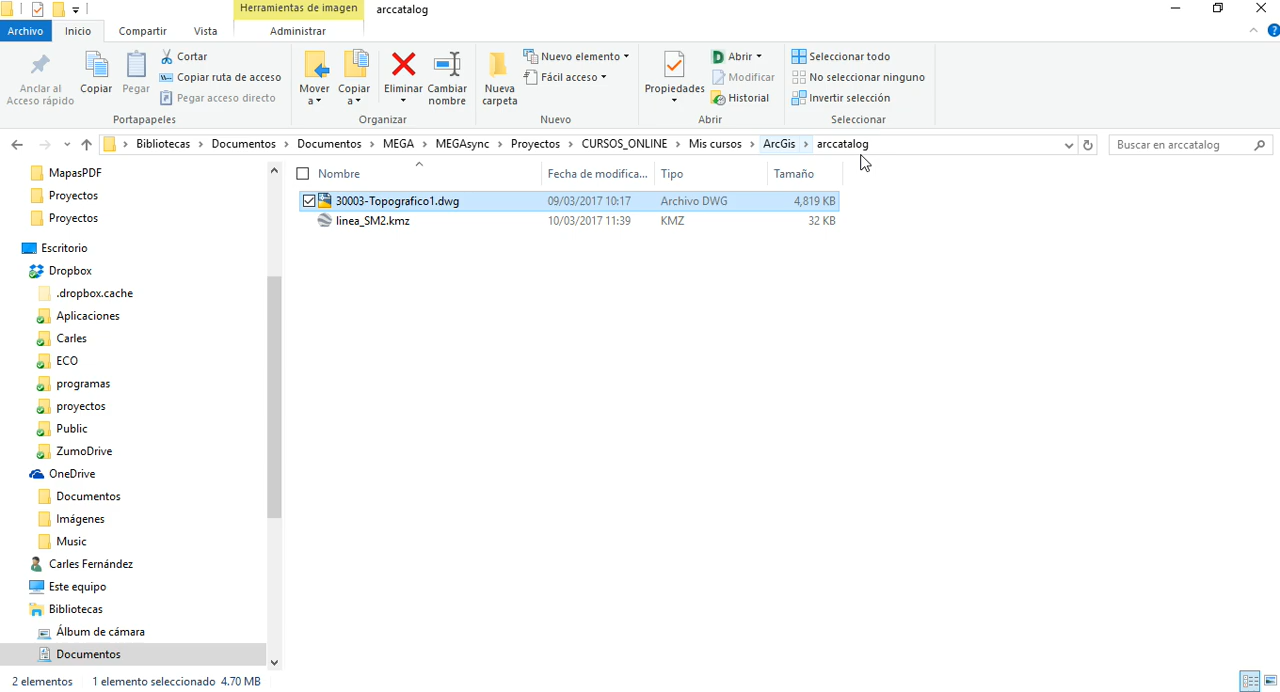 Herramientas de imagen arccatalog
Archivo Inicio Compartir Vista Administrar
Anclar al Acceso rápido
Copiar
Pegar
Cortar
Copiar ruta de acceso
Pegar acceso directo
Portapapeles
Mover a
Copiar a
Eliminar
Cambiar nombre
Organizar
Nueva carpeta
Nuevo elemento
Fácil acceso
Nuevo
Propiedades
Abrir
Modificar
Historial
Abrir
Seleccionar todo
No seleccionar ninguno
Invertir selección
Seleccionar
Bibliotecas > Documentos > Documentos > MEGA > MEGAsync > Proyectos > CURSOS_ONLINE > Mis cursos > ArcGis > arccatalog
Buscar en arccatalog
MapasPDF
Proyectos
Proyectos
Escritorio
Dropbox
.dropbox.cache
Aplicaciones
Carles
ECO
programas
proyectos
Public
ZumoDrive
OneDrive
Documentos
Imágenes
Music
Carles Fernández
Este equipo
Bibliotecas
Álbum de cámara
Documentos
Nombre Fecha de modifica... Tipo Tamaño
30003-Topografico1.dwg 09/03/2017 10:17 Archivo DWG 4,819 KB
linea_SM2.kmz 10/03/2017 11:39 KMZ 32 KB
2 elementos 1 elemento seleccionado 4.70 MB